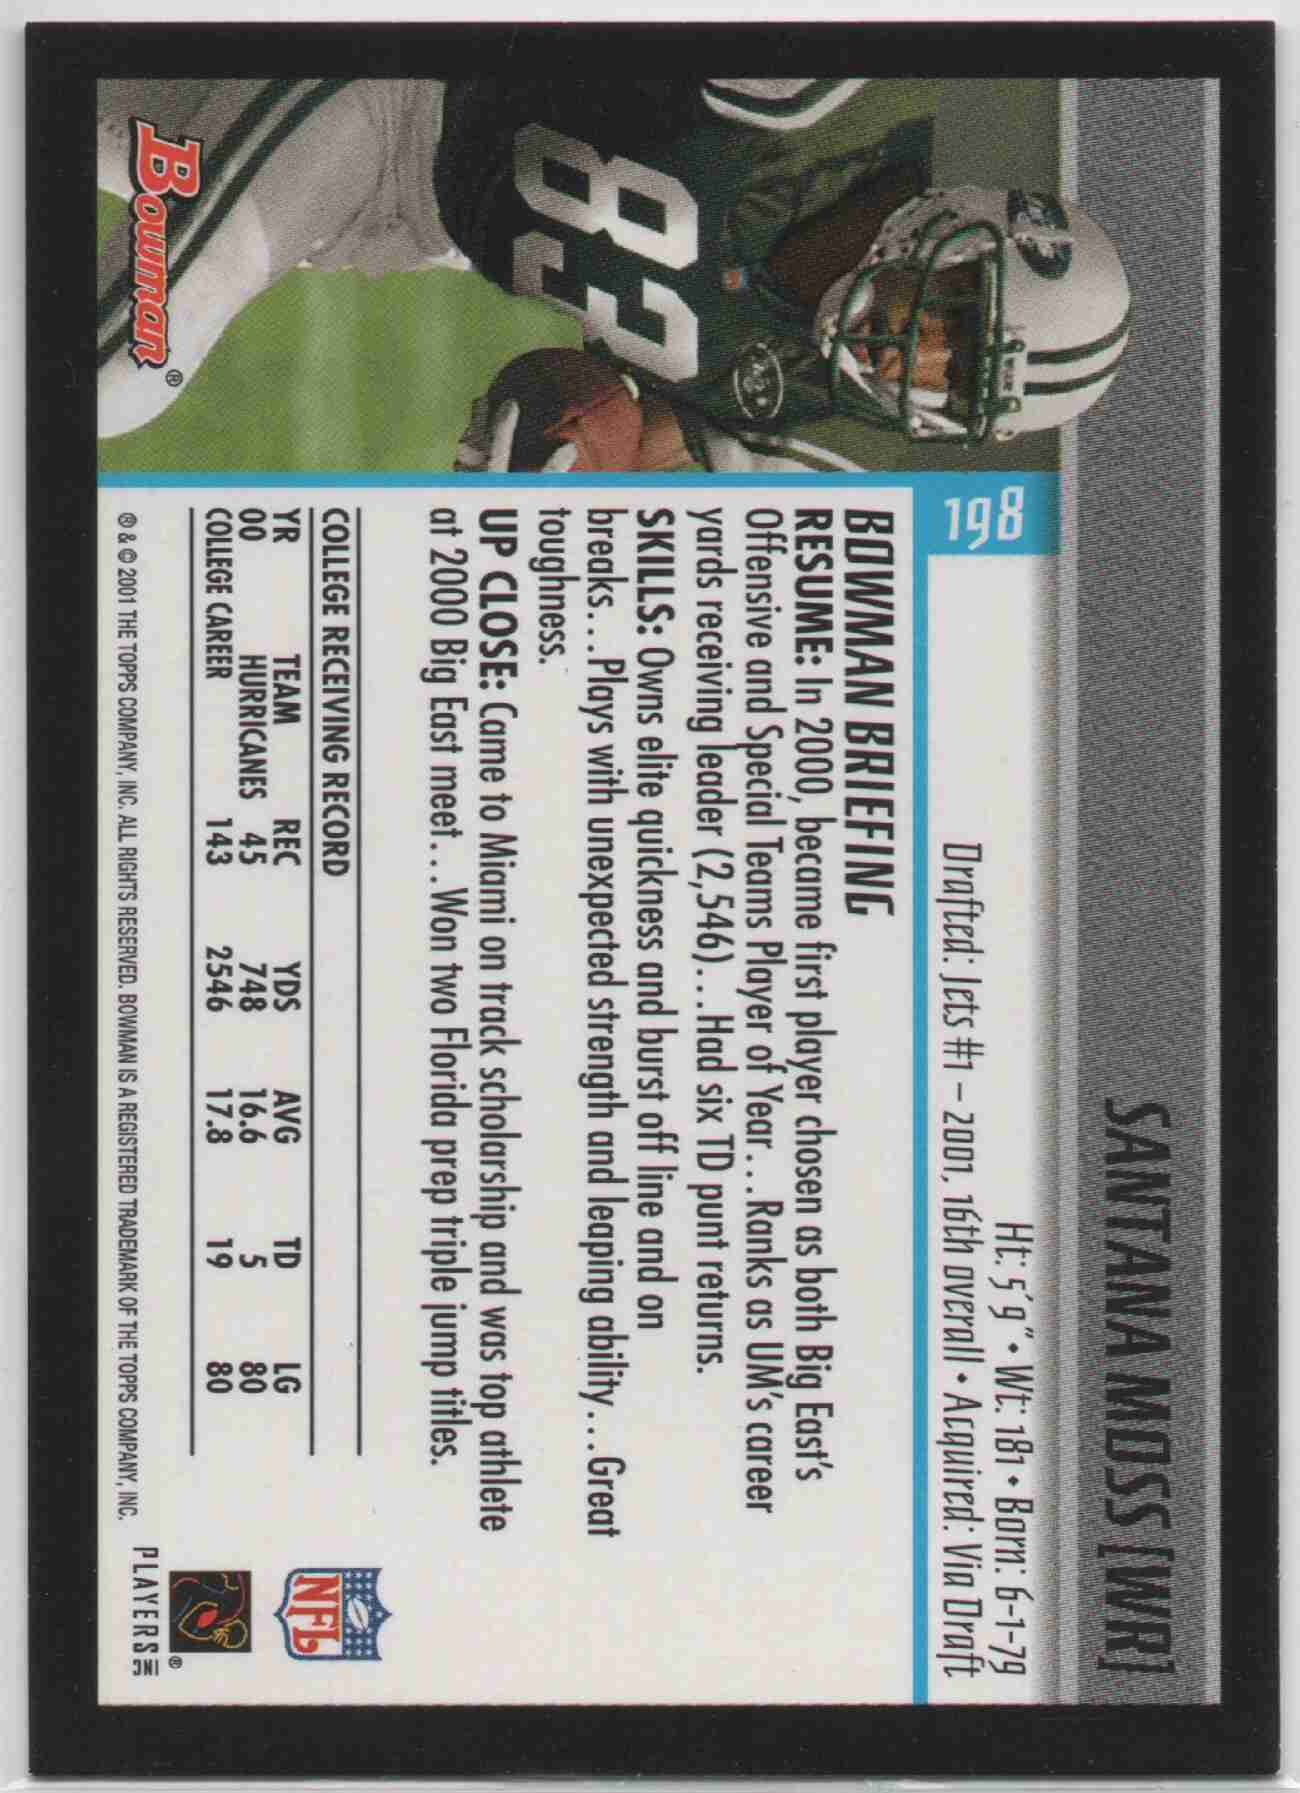 SANTANA MOSS [WR]
Ht: 5'9" • Wt: 181 • Born: 6-1-79
Drafted: Jets #1 – 2001, 16th overall • Acquired: Via Draft
198
BOWMAN BRIEFING
RESUME: In 2000, became first player chosen as both Big East's
Offensive and Special Teams Player of Year...Ranks as UM's career
yards receiving leader (2,546)...Had six TD punt returns.
SKILLS: Owns elite quickness and burst off line and on
breaks...Plays with unexpected strength and leaping ability...Great
toughness.
UP CLOSE: Came to Miami on track scholarship and was top athlete
at 2000 Big East meet...Won two Florida prep triple jump titles.
COLLEGE RECEIVING RECORD
YR TEAM REC YDS AVG TD LG
00 HURRICANES 45 748 16.6 5 80
COLLEGE CAREER 143 2546 17.8 19 80
® & © 2001 THE TOPPS COMPANY, INC. ALL RIGHTS RESERVED. BOWMAN IS A REGISTERED TRADEMARK OF THE TOPPS COMPANY, INC.
83
Bowman®
NFL
PLAYERS INC ®